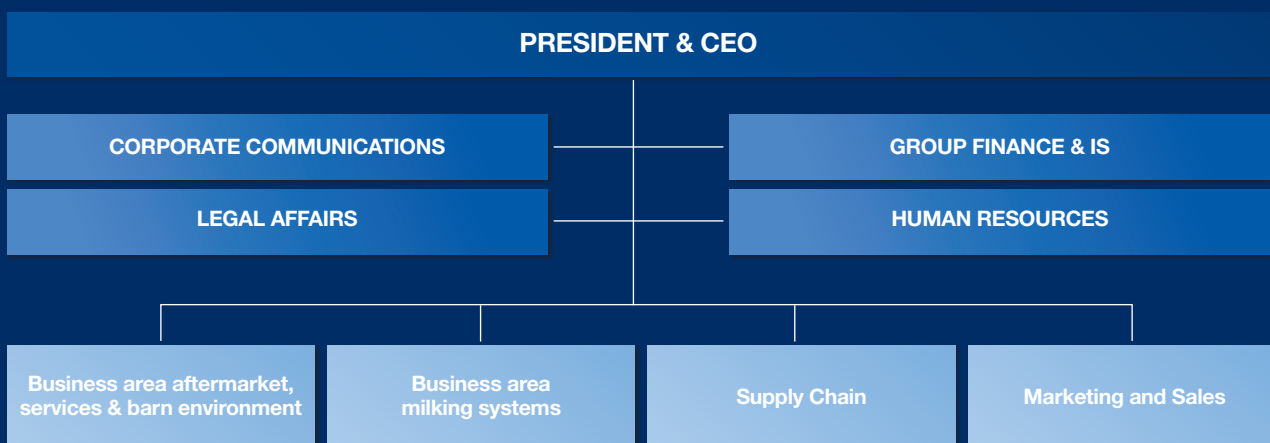 PRESIDENT & CEO
CORPORATE COMMUNICATIONS
GROUP FINANCE & IS
LEGAL AFFAIRS
HUMAN RESOURCES
Business area aftermarket,
services & barn environment
Business area
milking systems
Supply Chain
Marketing and Sales